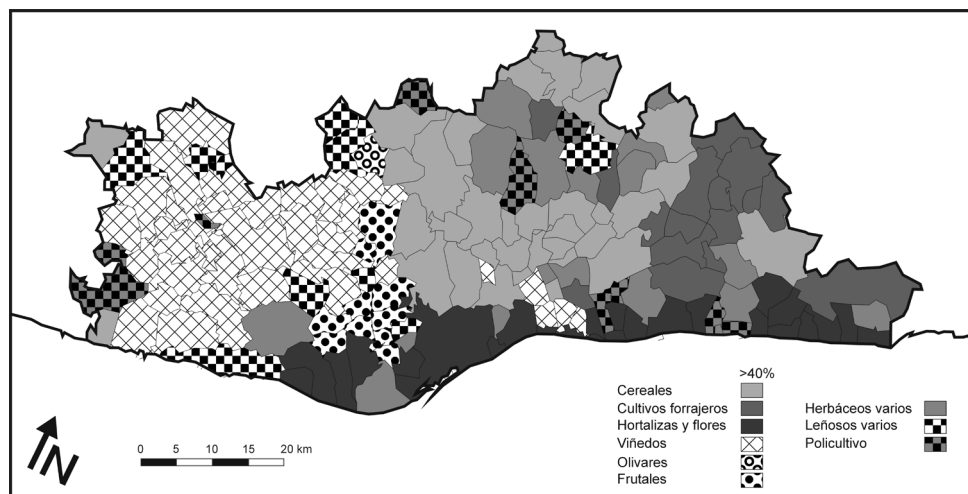 >40%
Cereales
Cultivos forrajeros
Hortalizas y flores
Viñedos
Olivares
Frutales
Herbáceos varios
Leñosos varios
Policultivo
N
0 5 10 15 20 km